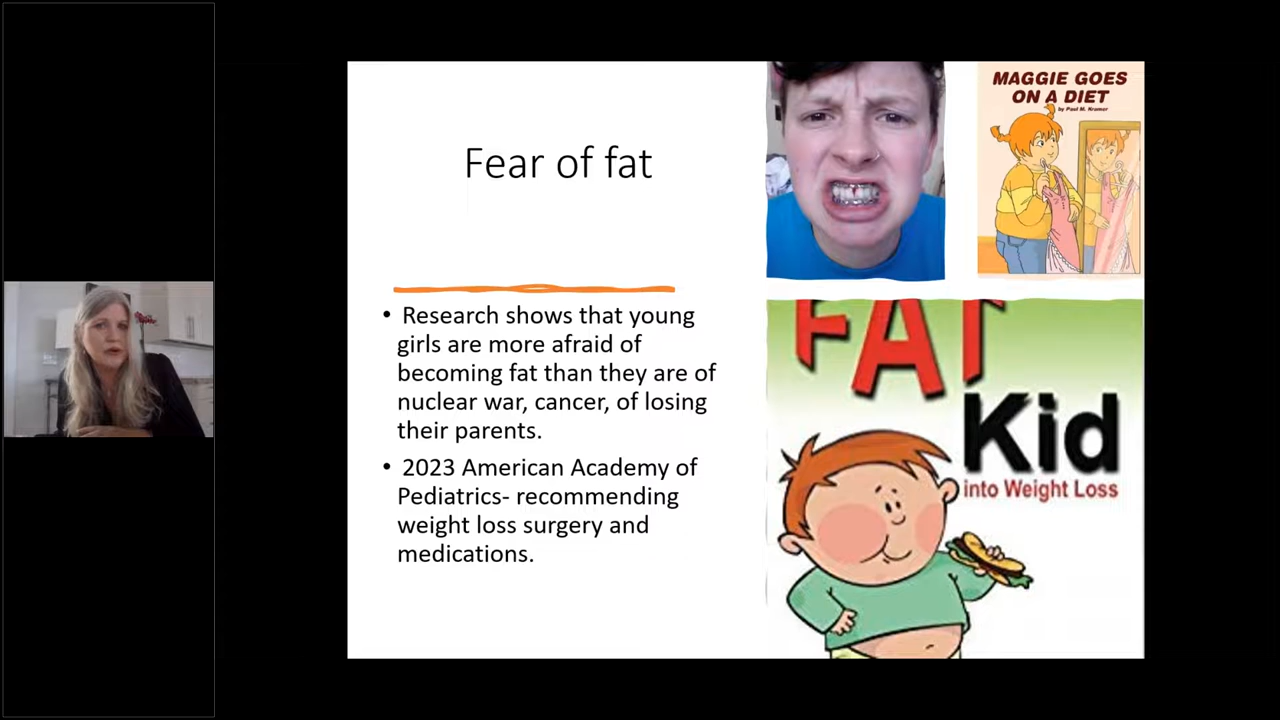 Fear of fat
• Research shows that young
girls are more afraid of
becoming fat than they are of
nuclear war, cancer, of losing
their parents.
• 2023 American Academy of
Pediatrics- recommending
weight loss surgery and
medications.
MAGGIE GOES
ON A DIET
by Paul M. Kramer
FAT
Kid
into Weight Loss